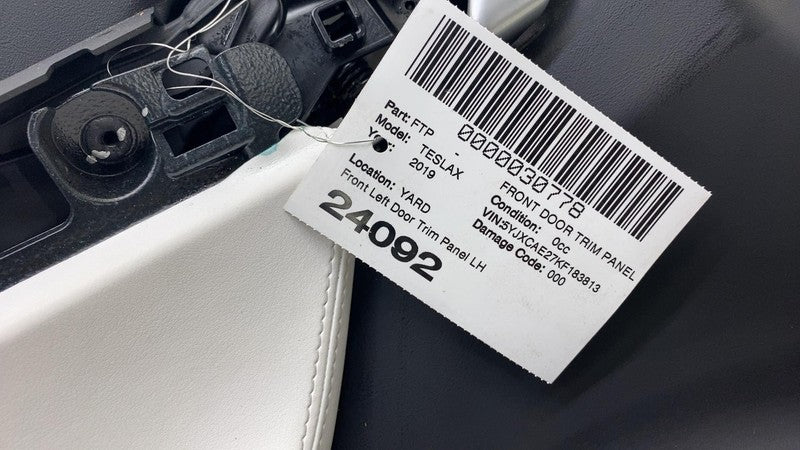 0000030778
Part: FTP - FRONT DOOR TRIM PANEL
Model: TESLAX Condition: 0cc
Year: 2019 VIN:5YJXCAE27KF183813
Damage Code: 000
Location: YARD
Front Left Door Trim Panel LH
24092